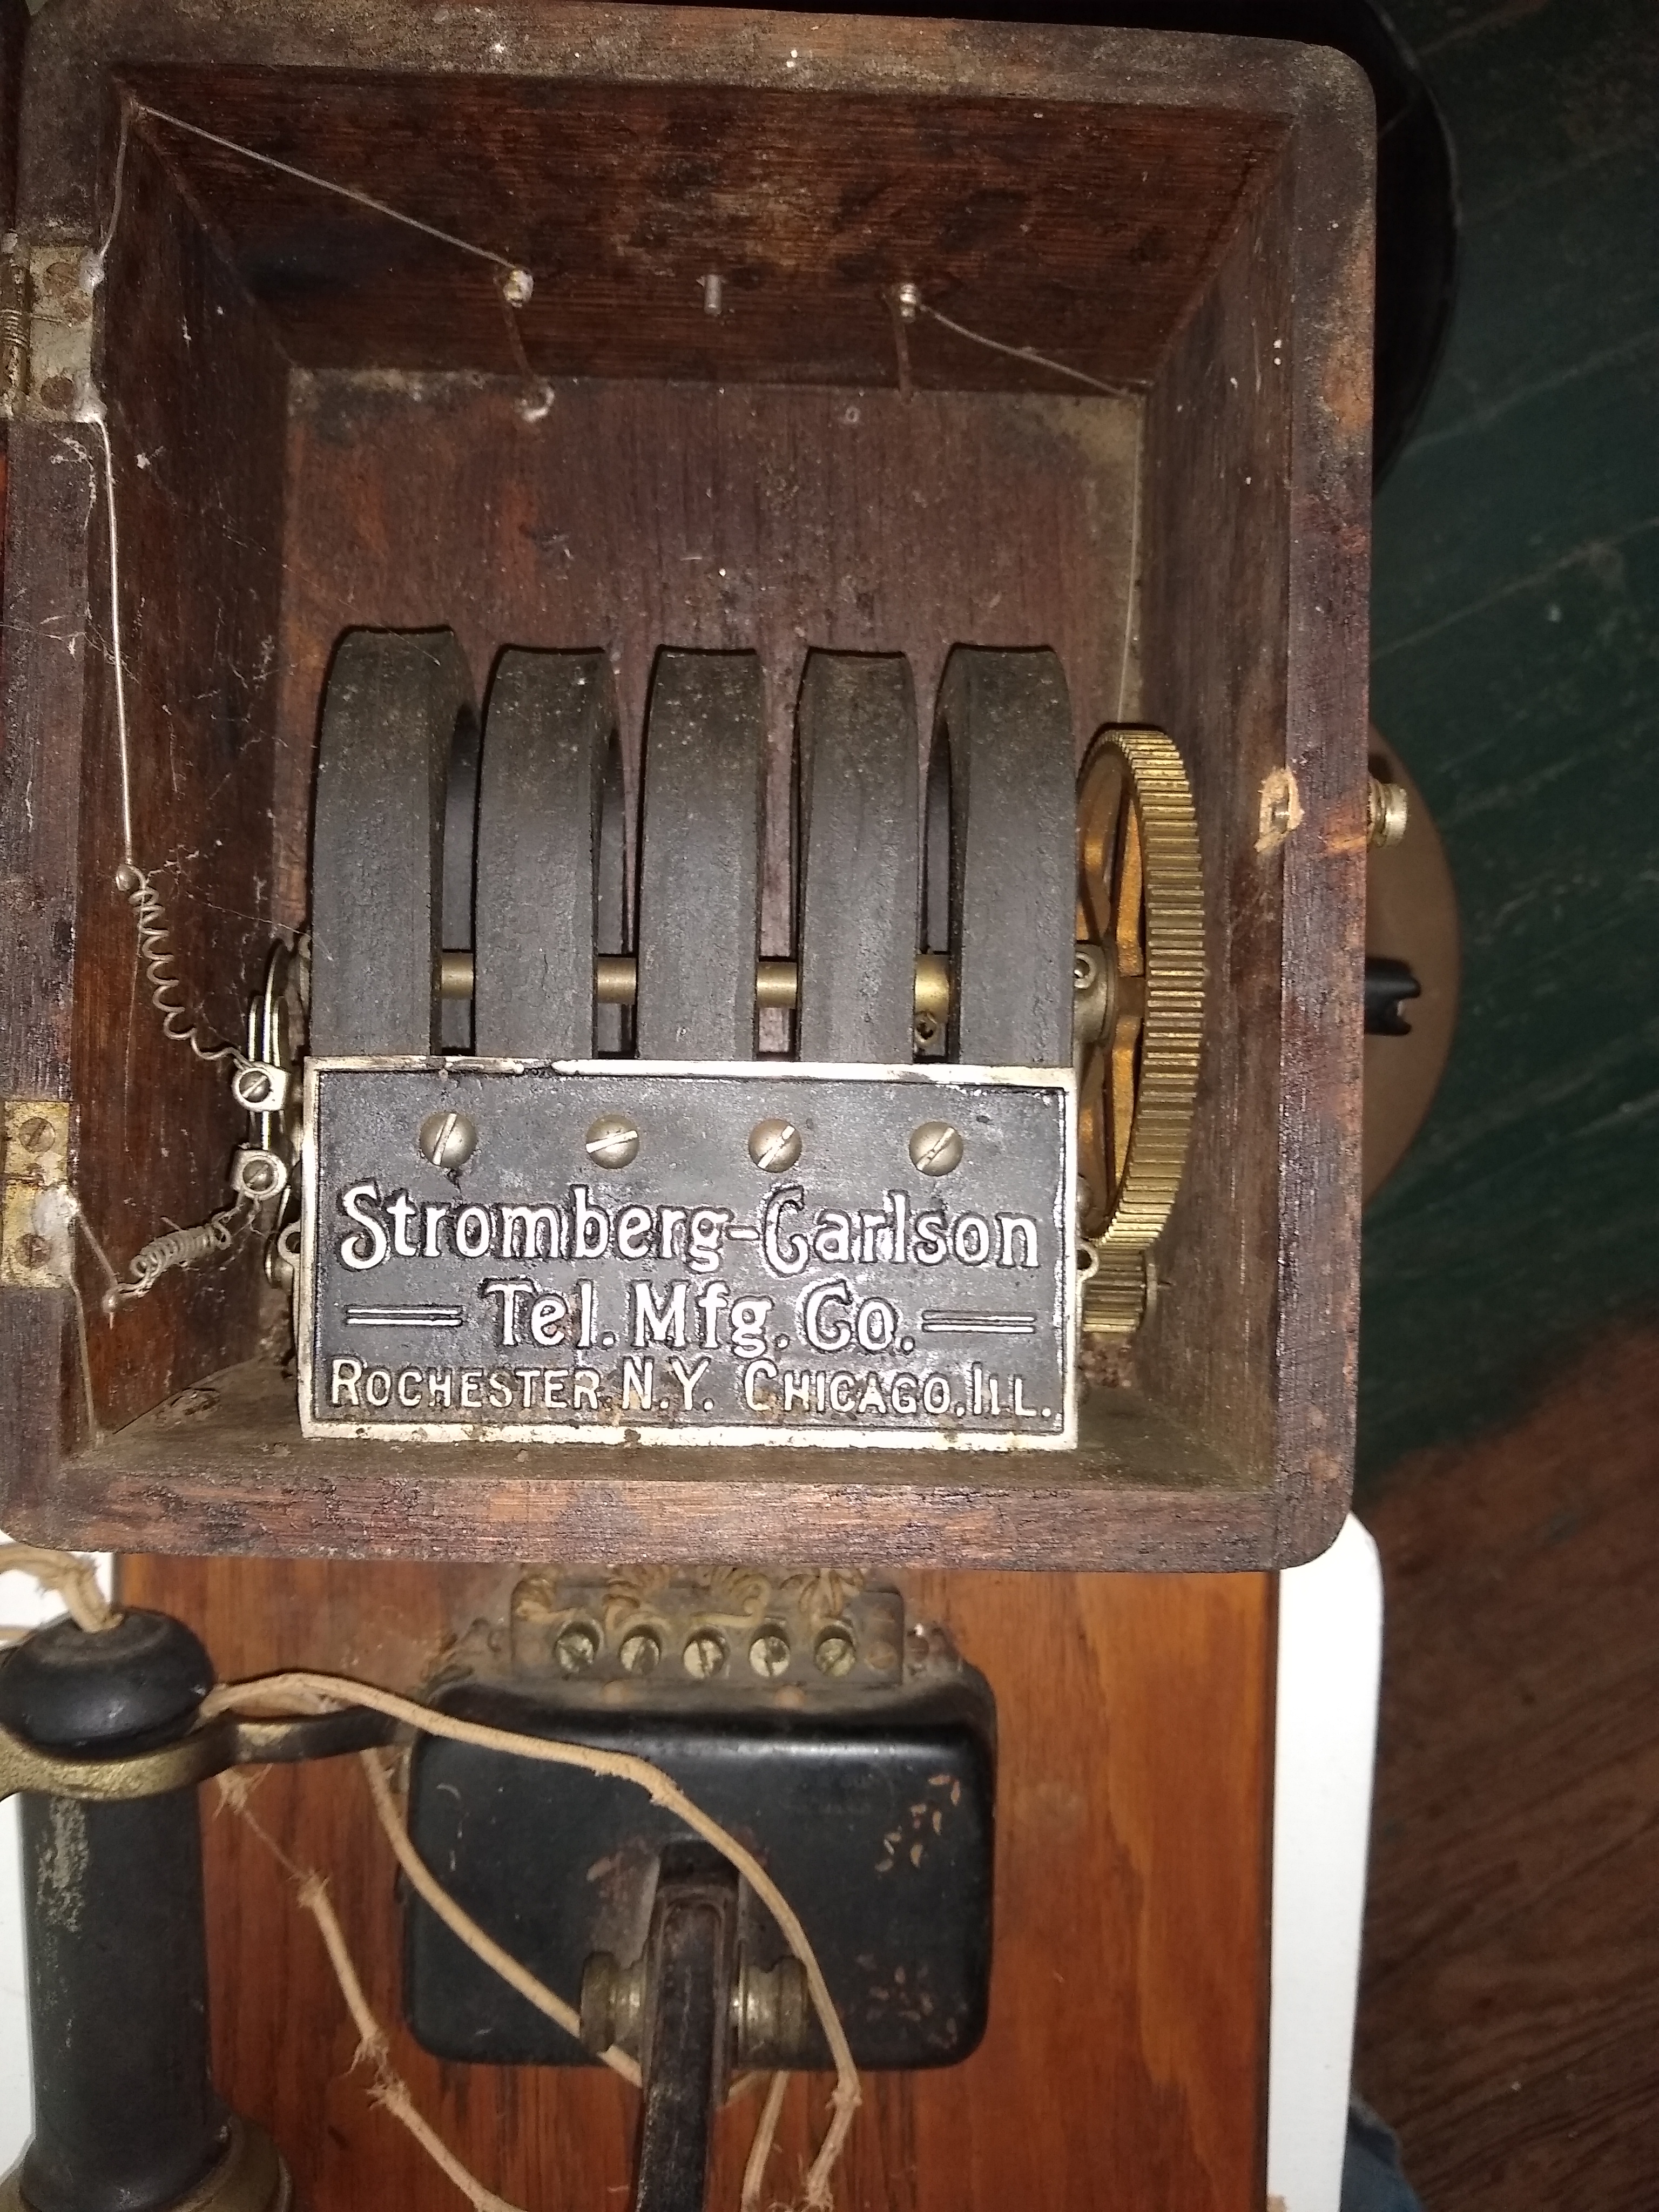 Stromberg-Carlson
Tel. Mfg. Co.
ROCHESTER, N.Y. CHICAGO, ILL.